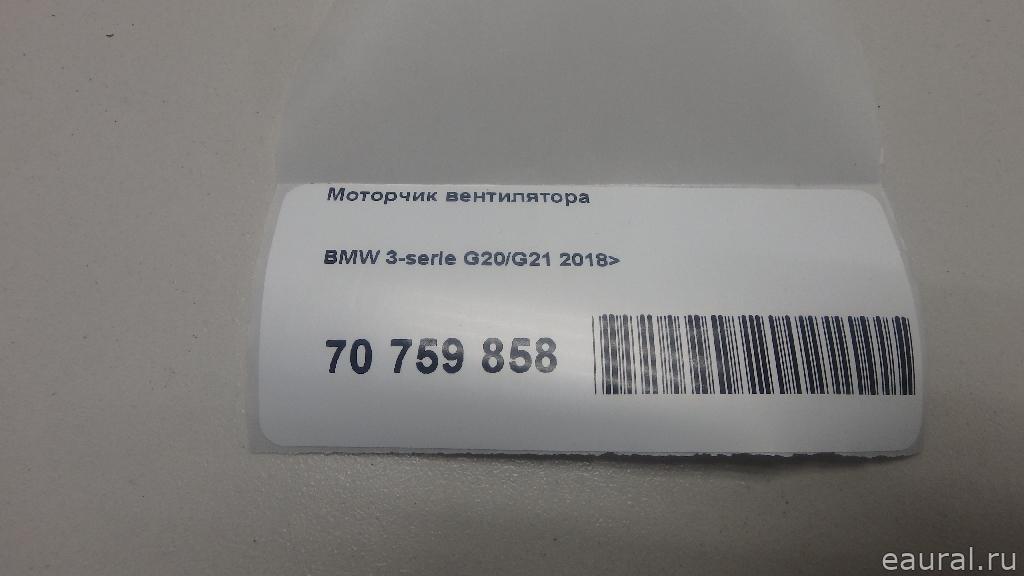 Моторчик вентилятора
BMW 3-serie G20/G21 2018>
70 759 858
eaural.ru